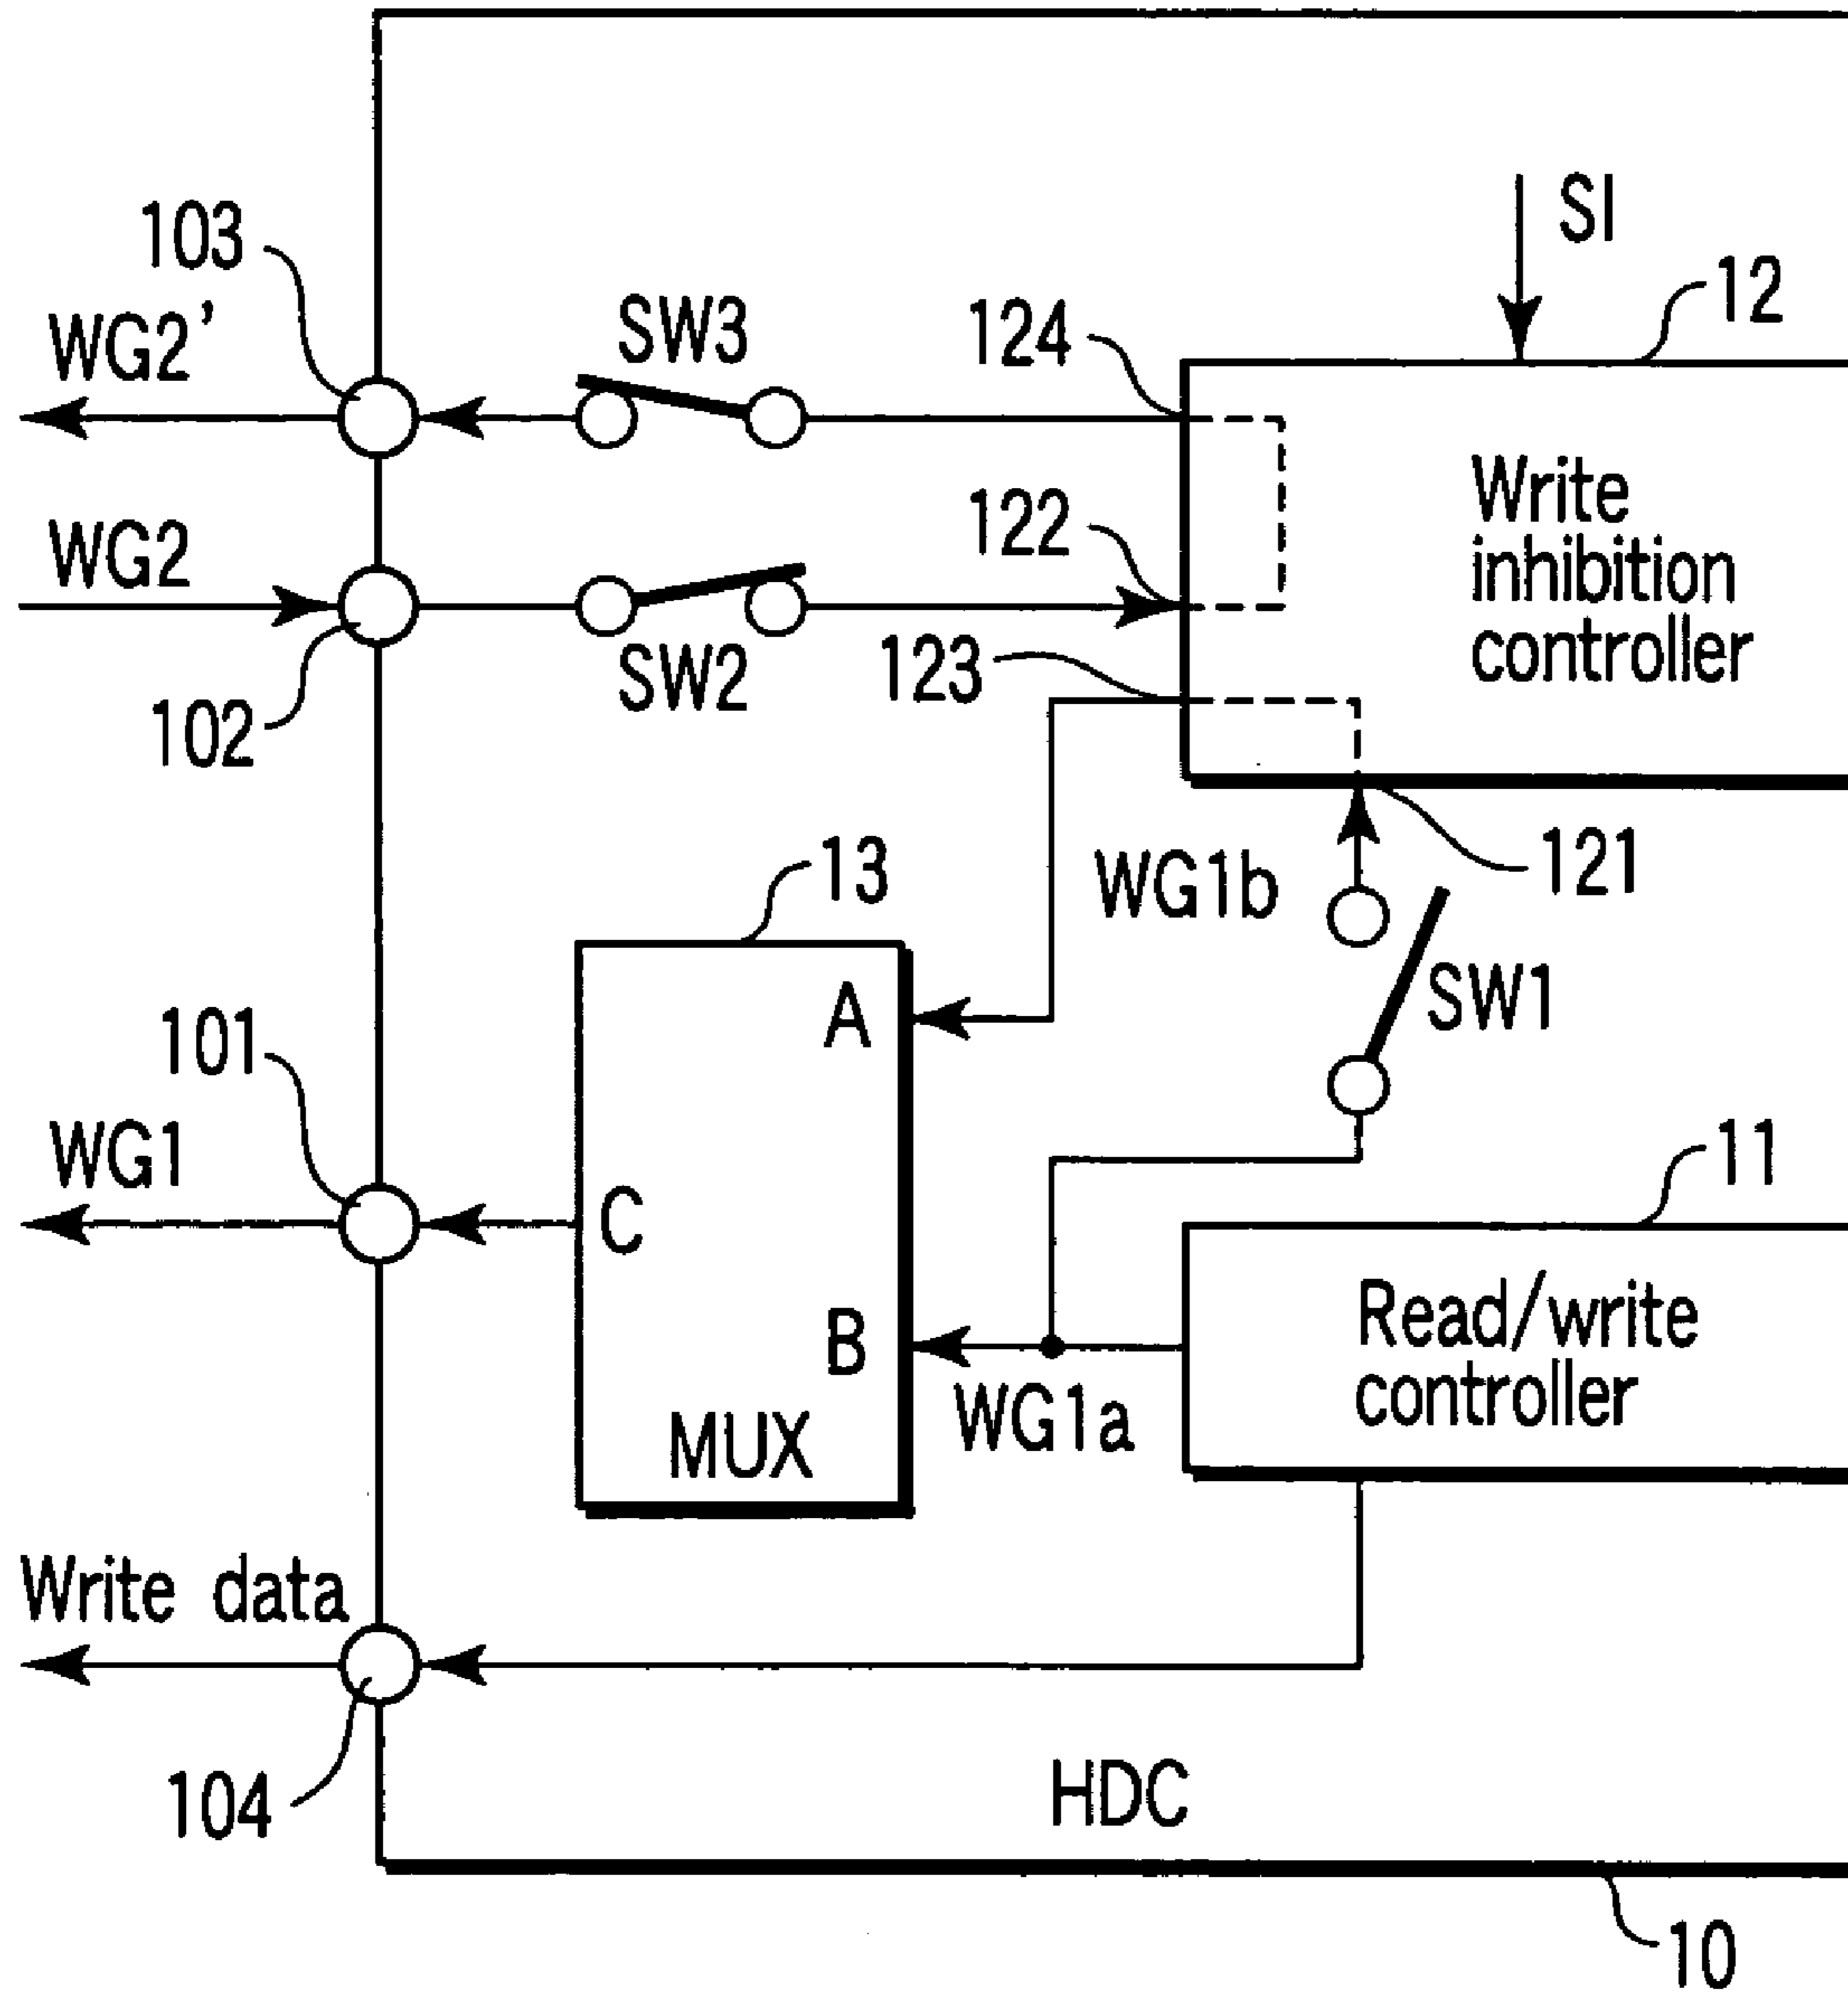 SI
103
12
WG2'
SW3
124
Write
inhibition
controller
WG2
122
SW2
123
102
13
WG1b
121
A
SW1
101
WG1
11
C
Read/write
controller
B
WG1a
MUX
Write data
104
HDC
10